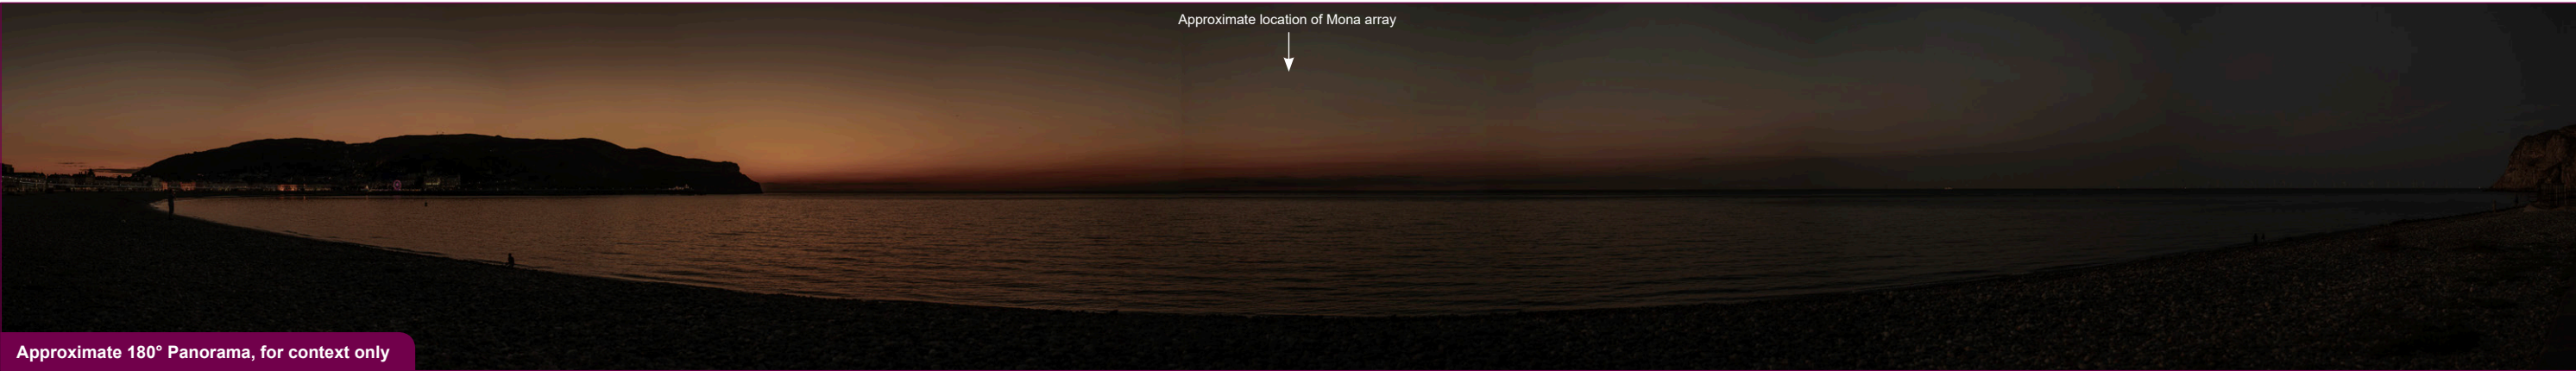 Approximate location of Mona array
Approximate 180° Panorama, for context only